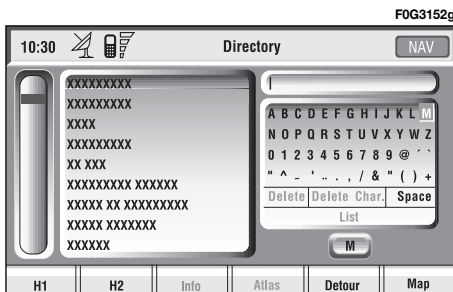 F0G3152g
10:30 Directory NAV
XXXXXXXXX
XXXXXXXXX
XXXX
XXXXXXXXX
XX XXX
XXXXXXXXX XXXXXX
XXXXX XX XXXXXXXXX
XXXXX XXXXXXX
XXXXXX
A B C D E F G H I J K L M
N O P Q R S T U V X Y W Z
0 1 2 3 4 5 6 7 8 9 @ ´ `
" ^ ~ ' .. . , / & " ( ) +
Delete Delete Char. Space
List
M
H1 H2 Info Atlas Detour Map